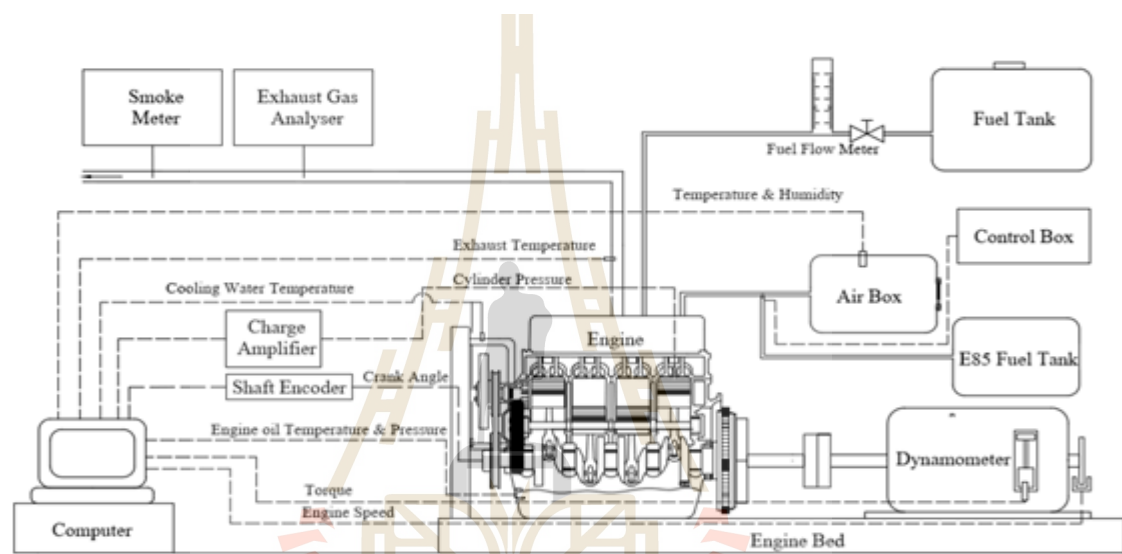 Smoke
Meter
Exhaust Gas
Analyser
Fuel Tank
Fuel Flow Meter
Temperature & Humidity
Control Box
Exhaust Temperature
Cylinder Pressure
Cooling Water Temperature
Air Box
Charge
Amplifier
Engine
E85 Fuel Tank
Crank Angle
Shaft Encoder
Engine oil Temperature & Pressure
Dynamometer
Torque
Engine Speed
Computer
Engine Bed